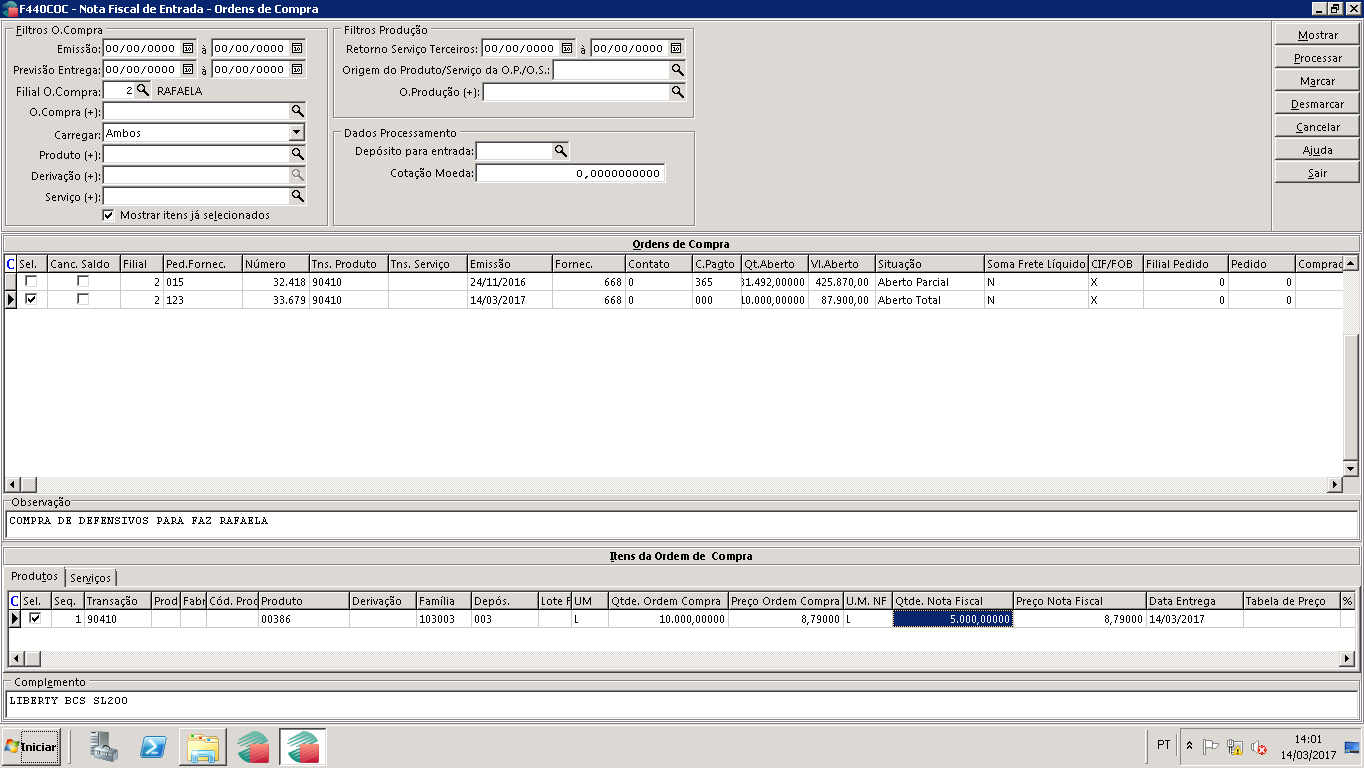 F440COC - Nota Fiscal de Entrada - Ordens de Compra
Filtros O.Compra
Emissão: 00/00/0000 à 00/00/0000
Previsão Entrega: 00/00/0000 à 00/00/0000
Filial O.Compra: 2 RAFAELA
O.Compra (+):
Carregar: Ambos
Produto (+):
Derivação (+):
Serviço (+):
Mostrar itens já selecionados
Filtros Produção
Retorno Serviço Terceiros: 00/00/0000 à 00/00/0000
Origem do Produto/Serviço da O.P./O.S.:
O.Produção (+):
Dados Processamento
Depósito para entrada:
Cotação Moeda: 0,0000000000
Mostrar
Processar
Marcar
Desmarcar
Cancelar
Ajuda
Sair
Ordens de Compra
C Sel. Canc. Saldo Filial Ped.Fornec. Número Tns. Produto Tns. Serviço Emissão Fornec. Contato C.Pagto Qt.Aberto Vl.Aberto Situação Soma Frete Líquido CIF/FOB Filial Pedido Pedido Comprad
2 015 32.418 90410 24/11/2016 668 0 365 31.492,00000 425.870,00 Aberto Parcial N X 0 0
2 123 33.679 90410 14/03/2017 668 0 000 10.000,00000 87.900,00 Aberto Total N X 0 0
Observação
COMPRA DE DEFENSIVOS PARA FAZ RAFAELA
Itens da Ordem de Compra
Produtos Serviços
C Sel. Seq. Transação Prod Fabr Cód. Prod Produto Derivação Família Depós. Lote F UM Qtde. Ordem Compra Preço Ordem Compra U.M. NF Qtde. Nota Fiscal Preço Nota Fiscal Data Entrega Tabela de Preço %
1 90410 00386 103003 003 L 10.000,00000 8,79000 L 5.000,00000 8,79000 14/03/2017
Complemento
LIBERTY BCS SL200
Iniciar
PT
14:01
14/03/2017